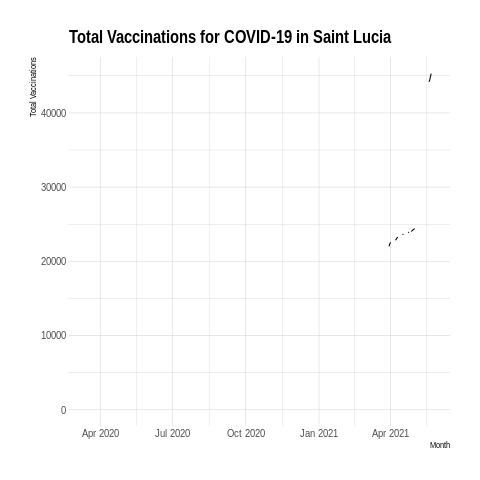 Total Vaccinations for COVID-19 in Saint Lucia
Total Vaccinations
40000
30000
20000
10000
0
Apr 2020 Jul 2020 Oct 2020 Jan 2021 Apr 2021
Month